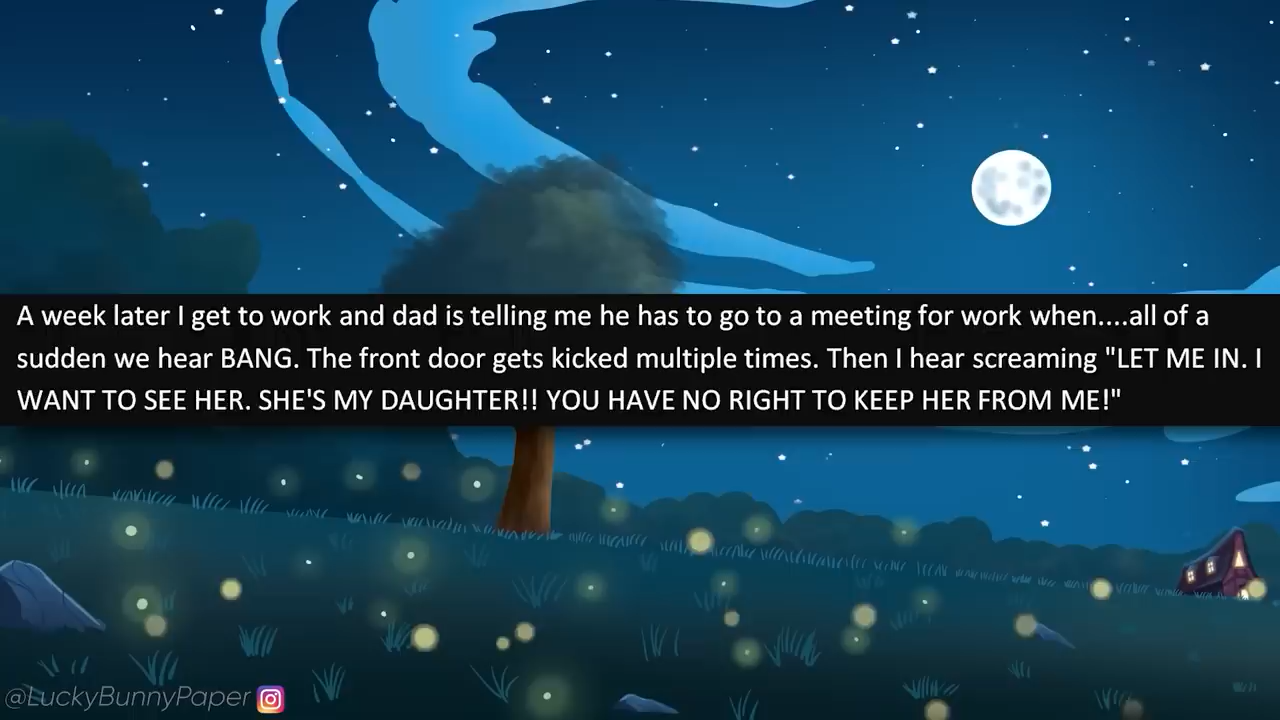 A week later I get to work and dad is telling me he has to go to a meeting for work when....all of a
sudden we hear BANG. The front door gets kicked multiple times. Then I hear screaming "LET ME IN. I
WANT TO SEE HER. SHE'S MY DAUGHTER!! YOU HAVE NO RIGHT TO KEEP HER FROM ME!"
@LuckyBunnyPaper